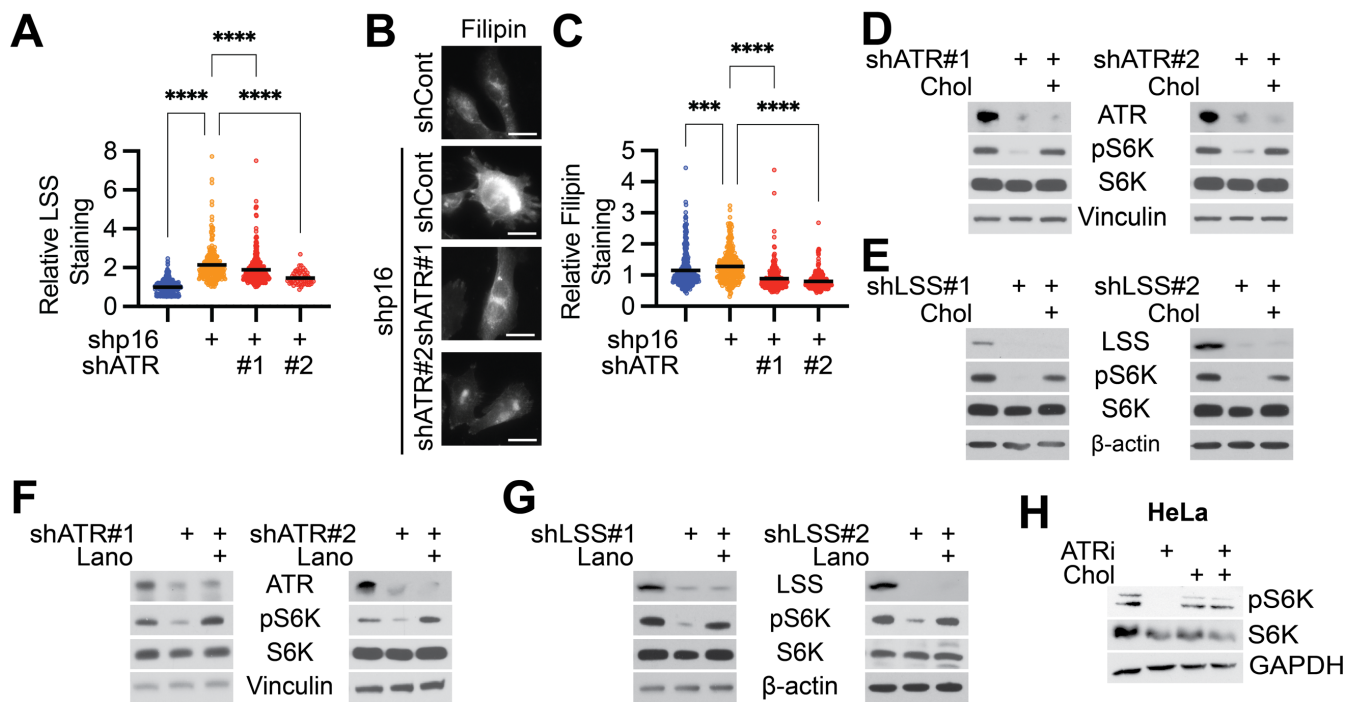 A
Relative LSS
Staining
8
6
4
2
0
****
****
****
shp16 + + +
shATR #1 #2
B
Filipin
shCont
shCont
shATR#1
shATR#2
shp16
C
Relative Filipin
Staining
5
4
3
2
1
0
****
***
****
shp16 + + +
shATR #1 #2
D
shATR#1 + + shATR#2 + +
Chol + Chol +
ATR
pS6K
S6K
Vinculin
E
shLSS#1 + + shLSS#2 + +
Chol + Chol +
LSS
pS6K
S6K
β-actin
F
shATR#1 + + shATR#2 + +
Lano + Lano +
ATR
pS6K
S6K
Vinculin
G
shLSS#1 + + shLSS#2 + +
Lano + Lano +
LSS
pS6K
S6K
β-actin
H
HeLa
ATRi + +
Chol + +
pS6K
S6K
GAPDH